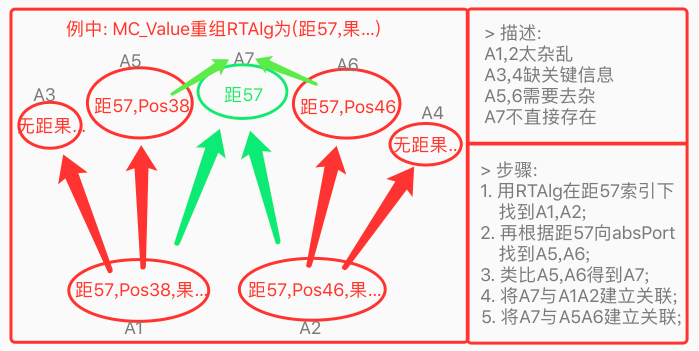 例中: MC_Value重组RTAlg为(距57,果...)
A5
A7
A6
A3
距57,Pos38
距57
距57,Pos46
A4
无距果...
无距果...
距57,Pos38,果...
距57,Pos46,果...
A1
A2
> 描述:
A1,2太杂乱
A3,4缺关键信息
A5,6需要去杂
A7不直接存在
> 步骤:
1. 用RTAlg在距57索引下
找到A1,A2;
2. 再根据距57向absPort
找到A5,A6;
3. 类比A5,A6得到A7;
4. 将A7与A1A2建立关联;
5. 将A7与A5A6建立关联;